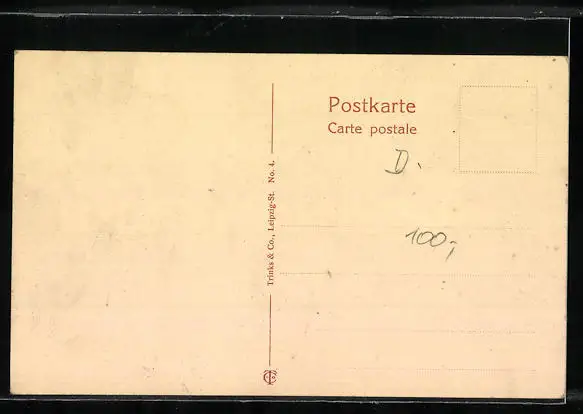 Postkarte
Carte postale
D.
100,-
Trinks & Co., Leipzig-St. No. 4.